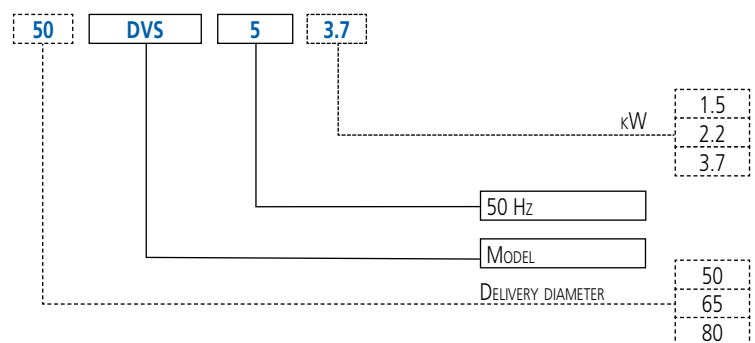 50 DVS 5 3.7
1.5
kW 2.2
3.7
50 Hz
Model
50
Delivery diameter 65
80